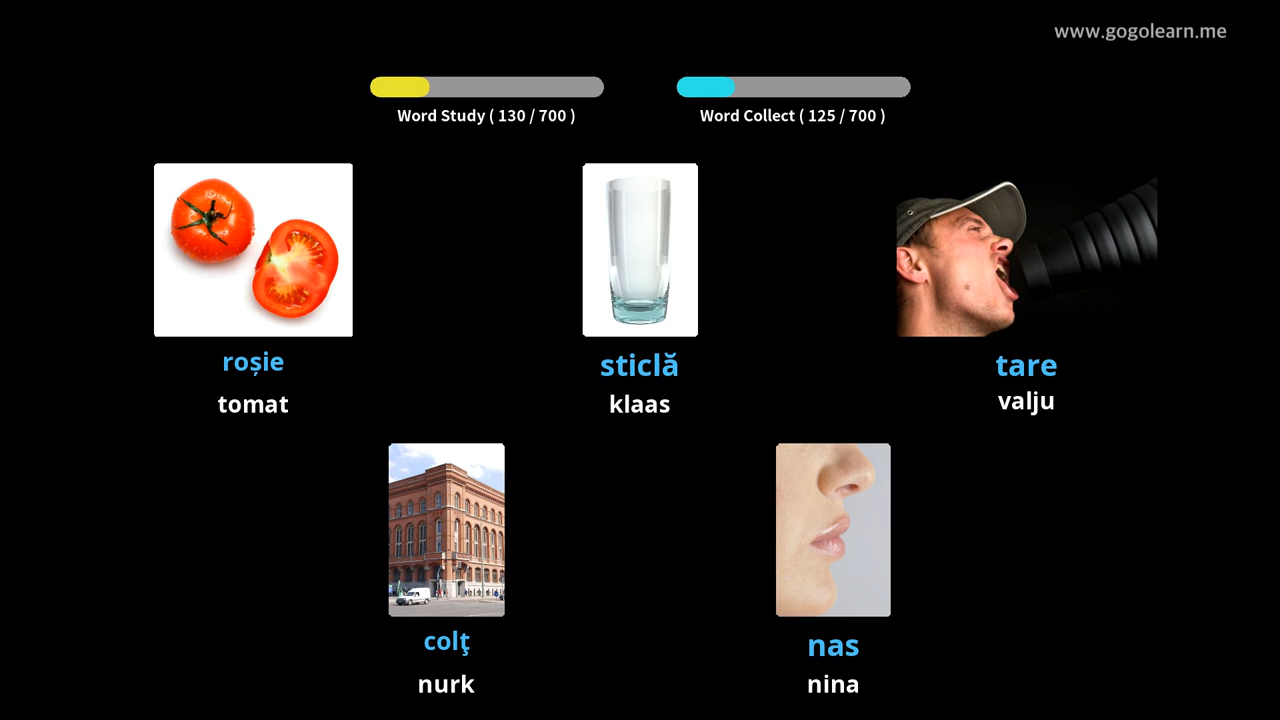 www.gogolearn.me
Word Study ( 130 / 700 )
Word Collect ( 125 / 700 )
roșie
tomat
sticlă
klaas
tare
valju
colţ
nurk
nas
nina